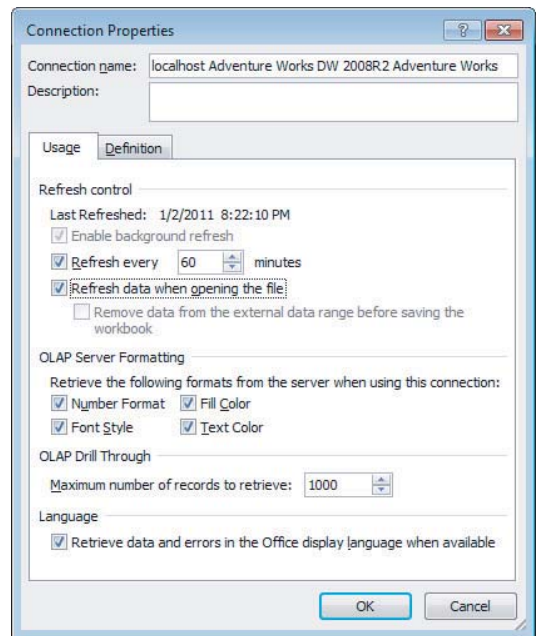 Connection Properties
Connection name: localhost Adventure Works DW 2008R2 Adventure Works
Description:
Usage Definition
Refresh control
Last Refreshed: 1/2/2011 8:22:10 PM
Enable background refresh
Refresh every 60 minutes
Refresh data when opening the file
Remove data from the external data range before saving the
workbook
OLAP Server Formatting
Retrieve the following formats from the server when using this connection:
Number Format Fill Color
Font Style Text Color
OLAP Drill Through
Maximum number of records to retrieve: 1000
Language
Retrieve data and errors in the Office display language when available
OK Cancel